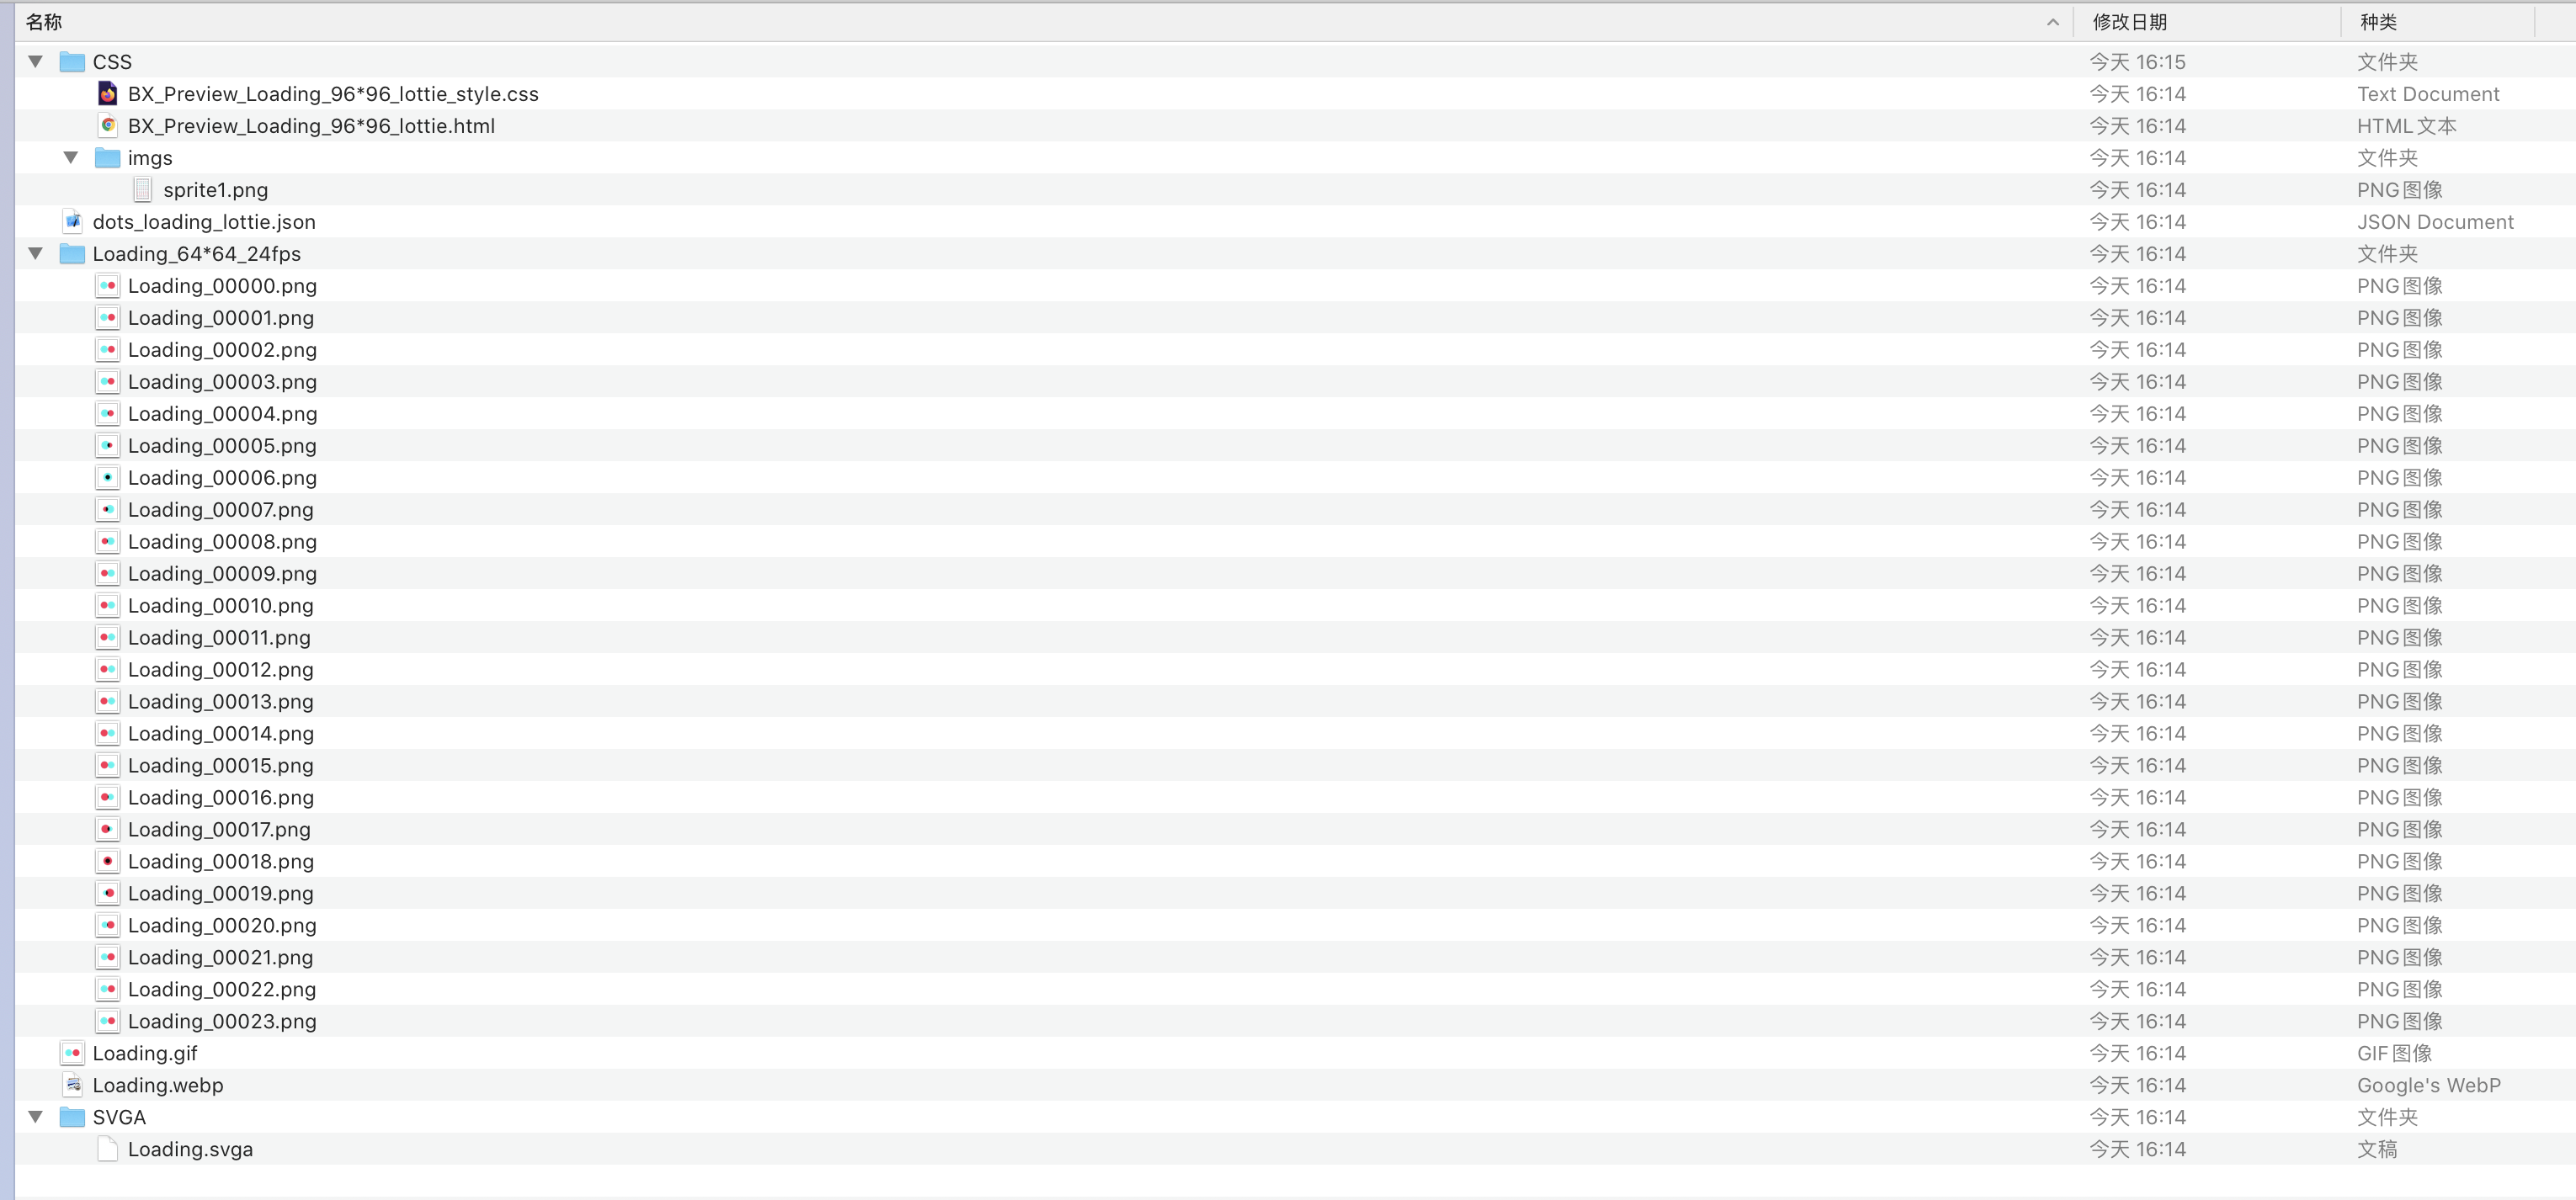 名称 修改日期 种类
CSS 今天 16:15 文件夹
BX_Preview_Loading_96*96_lottie_style.css 今天 16:14 Text Document
BX_Preview_Loading_96*96_lottie.html 今天 16:14 HTML文本
imgs 今天 16:14 文件夹
sprite1.png 今天 16:14 PNG图像
dots_loading_lottie.json 今天 16:14 JSON Document
Loading_64*64_24fps 今天 16:14 文件夹
Loading_00000.png 今天 16:14 PNG图像
Loading_00001.png 今天 16:14 PNG图像
Loading_00002.png 今天 16:14 PNG图像
Loading_00003.png 今天 16:14 PNG图像
Loading_00004.png 今天 16:14 PNG图像
Loading_00005.png 今天 16:14 PNG图像
Loading_00006.png 今天 16:14 PNG图像
Loading_00007.png 今天 16:14 PNG图像
Loading_00008.png 今天 16:14 PNG图像
Loading_00009.png 今天 16:14 PNG图像
Loading_00010.png 今天 16:14 PNG图像
Loading_00011.png 今天 16:14 PNG图像
Loading_00012.png 今天 16:14 PNG图像
Loading_00013.png 今天 16:14 PNG图像
Loading_00014.png 今天 16:14 PNG图像
Loading_00015.png 今天 16:14 PNG图像
Loading_00016.png 今天 16:14 PNG图像
Loading_00017.png 今天 16:14 PNG图像
Loading_00018.png 今天 16:14 PNG图像
Loading_00019.png 今天 16:14 PNG图像
Loading_00020.png 今天 16:14 PNG图像
Loading_00021.png 今天 16:14 PNG图像
Loading_00022.png 今天 16:14 PNG图像
Loading_00023.png 今天 16:14 PNG图像
Loading.gif 今天 16:14 GIF图像
Loading.webp 今天 16:14 Google's WebP
SVGA 今天 16:14 文件夹
Loading.svga 今天 16:14 文稿